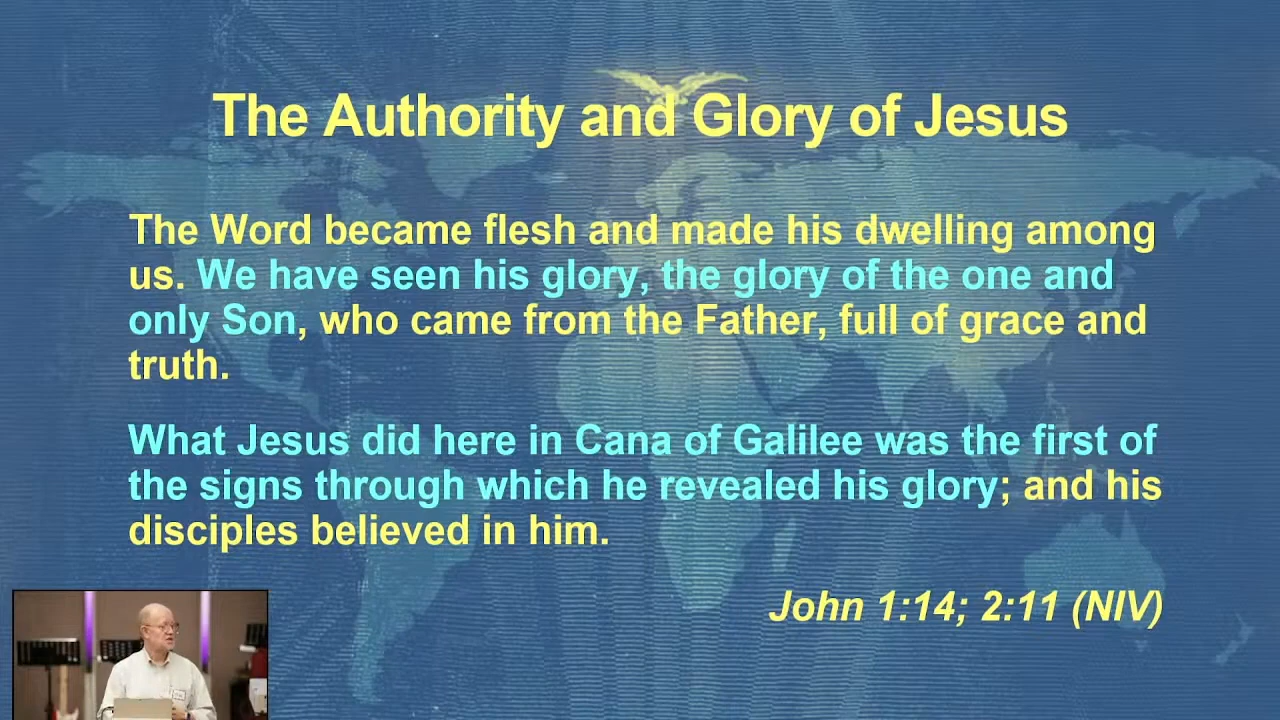 The Authority and Glory of Jesus
The Word became flesh and made his dwelling among
us. We have seen his glory, the glory of the one and
only Son, who came from the Father, full of grace and
truth.
What Jesus did here in Cana of Galilee was the first of
the signs through which he revealed his glory; and his
disciples believed in him.
John 1:14; 2:11 (NIV)